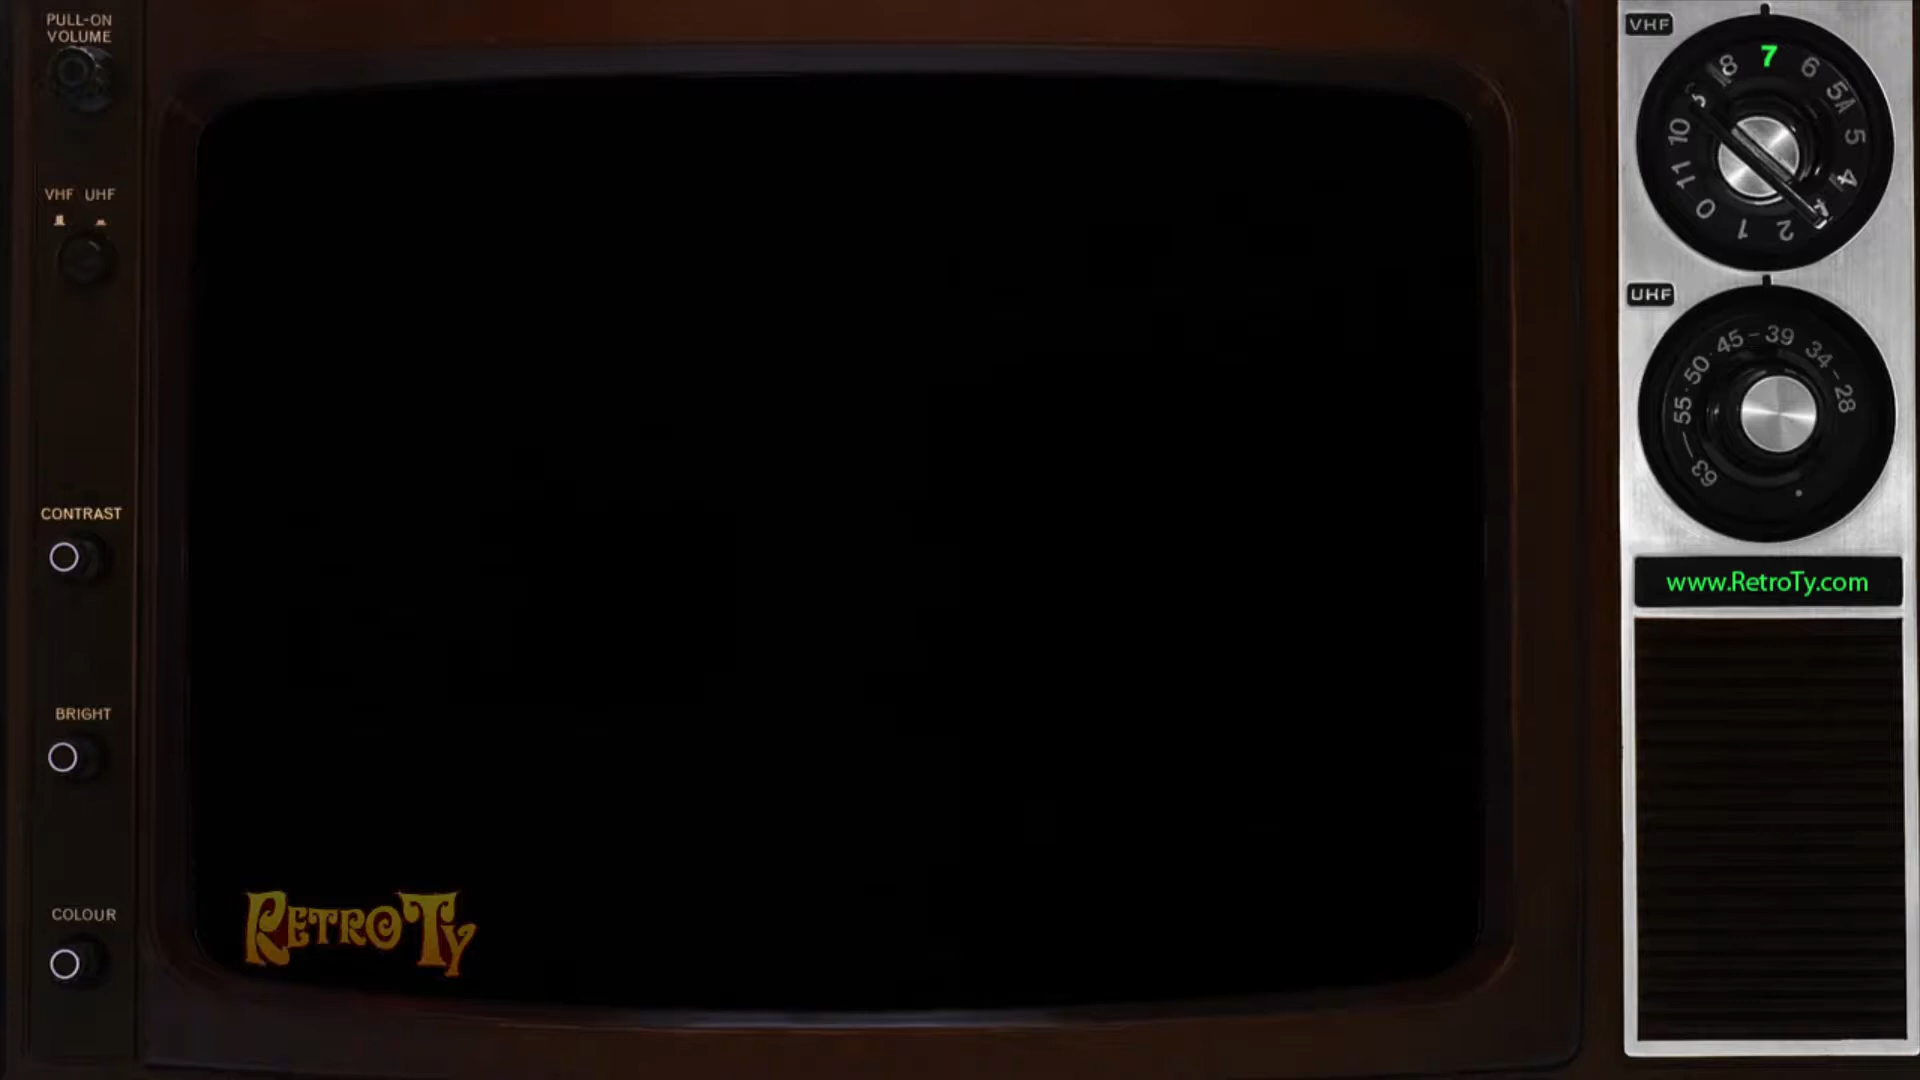 PULL-ON
VOLUME
VHF UHF
CONTRAST
BRIGHT
COLOUR
RETROTY
VHF
7
6
5A
5
4
2
1
0
11
10
8
UHF
63 — 55 · 50 · 45 – 39 34 – 28
www.RetroTy.com